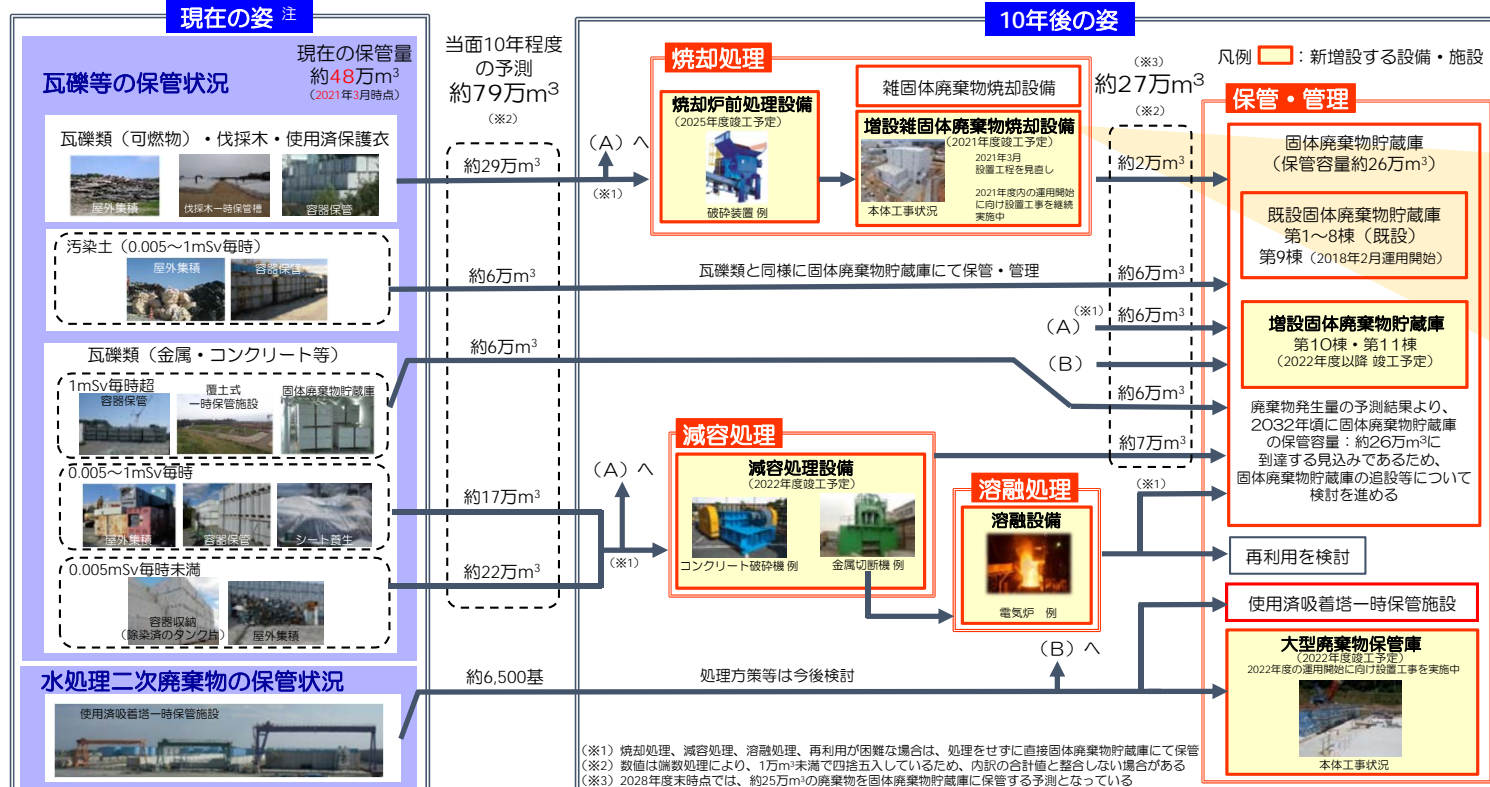 現在の姿 注
瓦礫等の保管状況
現在の保管量
約48万m³
（2021年3月時点）
瓦礫類（可燃物）・伐採木・使用済保護衣
屋外集積
伐採木一時保管槽
容器保管
汚染土（0.005～1mSv毎時）
屋外集積
容器保管
瓦礫類（金属・コンクリート等）
1mSv毎時超
容器保管
覆土式
一時保管施設
固体廃棄物貯蔵庫
0.005～1mSv毎時
屋外集積
容器保管
シート養生
0.005mSv毎時未満
容器収納
（除染済のタンク片）
屋外集積
水処理二次廃棄物の保管状況
使用済吸着塔一時保管施設
当面10年程度
の予測
約79万m³
（※2）
約29万m³
約6万m³
約6万m³
約17万m³
約22万m³
約6,500基
10年後の姿
（A）へ
（※1）
焼却処理
焼却炉前処理設備
（2025年度竣工予定）
破砕装置 例
雑固体廃棄物焼却設備
増設雑固体廃棄物焼却設備
（2021年度竣工予定）
2021年3月
設置工程を見直し
2021年度内の運用開始
に向け設置工事を継続
実施中
本体工事状況
瓦礫類と同様に固体廃棄物貯蔵庫にて保管・管理
（A）へ
（※1）
減容処理
減容処理設備
（2022年度竣工予定）
コンクリート破砕機 例
金属切断機 例
溶融処理
溶融設備
電気炉 例
処理方策等は今後検討
（B）へ
（※3）
約27万m³
（※2）
約2万m³
約6万m³
（A）
（※1）
約6万m³
（B）
約6万m³
約7万m³
（※1）
凡例
：新増設する設備・施設
保管・管理
固体廃棄物貯蔵庫
（保管容量約26万m³）
既設固体廃棄物貯蔵庫
第1～8棟（既設）
第9棟（2018年2月運用開始）
増設固体廃棄物貯蔵庫
第10棟・第11棟
（2022年度以降 竣工予定）
廃棄物発生量の予測結果より、
2032年頃に固体廃棄物貯蔵庫
の保管容量：約26万m³に
到達する見込みであるため、
固体廃棄物貯蔵庫の追設等について
検討を進める
再利用を検討
使用済吸着塔一時保管施設
大型廃棄物保管庫
（2022年度竣工予定）
2022年度の運用開始に向け設置工事を実施中
本体工事状況
（※1）焼却処理、減容処理、溶融処理、再利用が困難な場合は、処理をせずに直接固体廃棄物貯蔵庫にて保管
（※2）数値は端数処理により、1万m³未満で四捨五入しているため、内訳の合計値と整合しない場合がある
（※3）2028年度末時点では、約25万m³の廃棄物を固体廃棄物貯蔵庫に保管する予測となっている